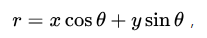 r = x cos θ + y sin θ ,